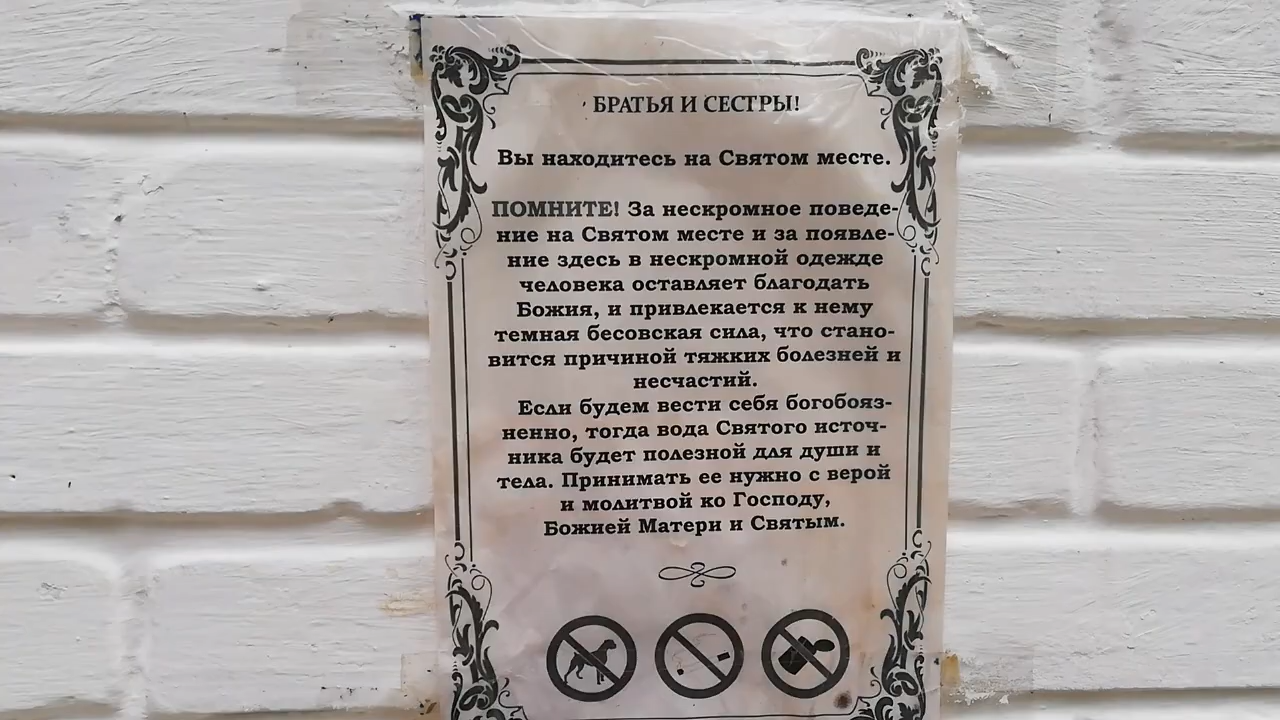 БРАТЬЯ И СЕСТРЫ!
Вы находитесь на Святом месте.
ПОМНИТЕ! За нескромное поведе-
ние на Святом месте и за появле-
ние здесь в нескромной одежде
человека оставляет благодать
Божия, и привлекается к нему
темная бесовская сила, что стано-
вится причиной тяжких болезней и
несчастий.
Если будем вести себя богобояз-
ненно, тогда вода Святого источ-
ника будет полезной для души и
тела. Принимать ее нужно с верой
и молитвой ко Господу,
Божией Матери и Святым.